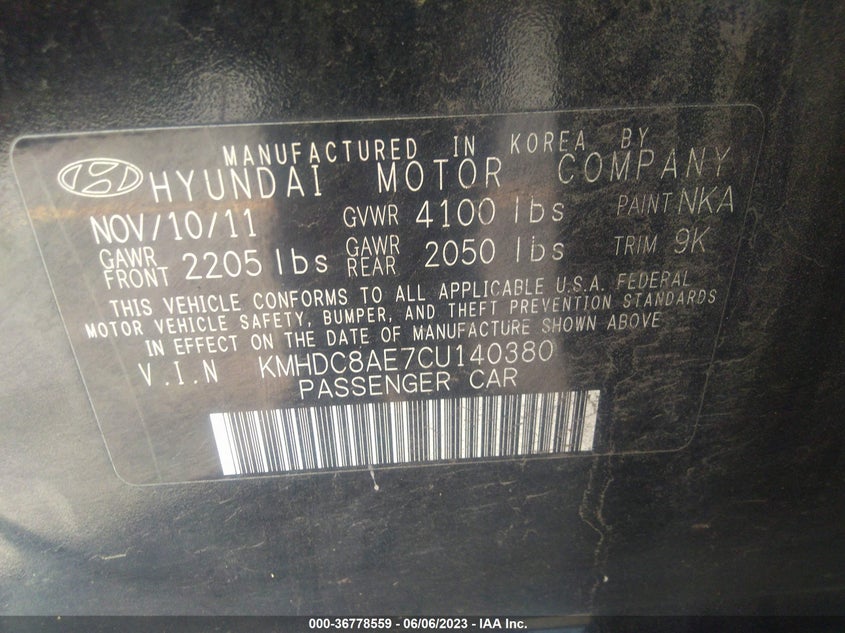 MANUFACTURED IN KOREA BY
HYUNDAI MOTOR COMPANY
NOV/10/11 GVWR 4100 lbs PAINT NKA
GAWR FRONT 2205 lbs GAWR REAR 2050 lbs TRIM 9K
THIS VEHICLE CONFORMS TO ALL APPLICABLE U.S.A. FEDERAL
MOTOR VEHICLE SAFETY, BUMPER, AND THEFT PREVENTION STANDARDS
IN EFFECT ON THE DATE OF MANUFACTURE SHOWN ABOVE
V.I.N KMHDC8AE7CU140380
PASSENGER CAR
000-36778559 - 06/06/2023 - IAA Inc.